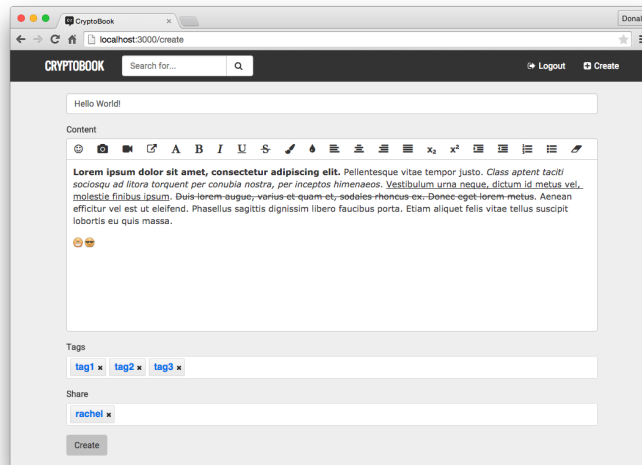 CryptoBook
Donal
localhost:3000/create
CRYPTOBOOK
Search for...
Logout
Create
Hello World!
Content
A B I U S x₂ x²
Lorem ipsum dolor sit amet, consectetur adipiscing elit. Pellentesque vitae tempor justo. Class aptent taciti
sociosqu ad litora torquent per conubia nostra, per inceptos himenaeos. Vestibulum urna neque, dictum id metus vel,
molestie finibus ipsum. Duis lorem augue, varius et quam et, sodales rhoncus ex. Donec eget lorem metus. Aenean
efficitur vel est ut eleifend. Phasellus sagittis dignissim libero faucibus porta. Etiam aliquet felis vitae tellus suscipit
lobortis eu quis massa.
Tags
tag1 × tag2 × tag3 ×
Share
rachel ×
Create